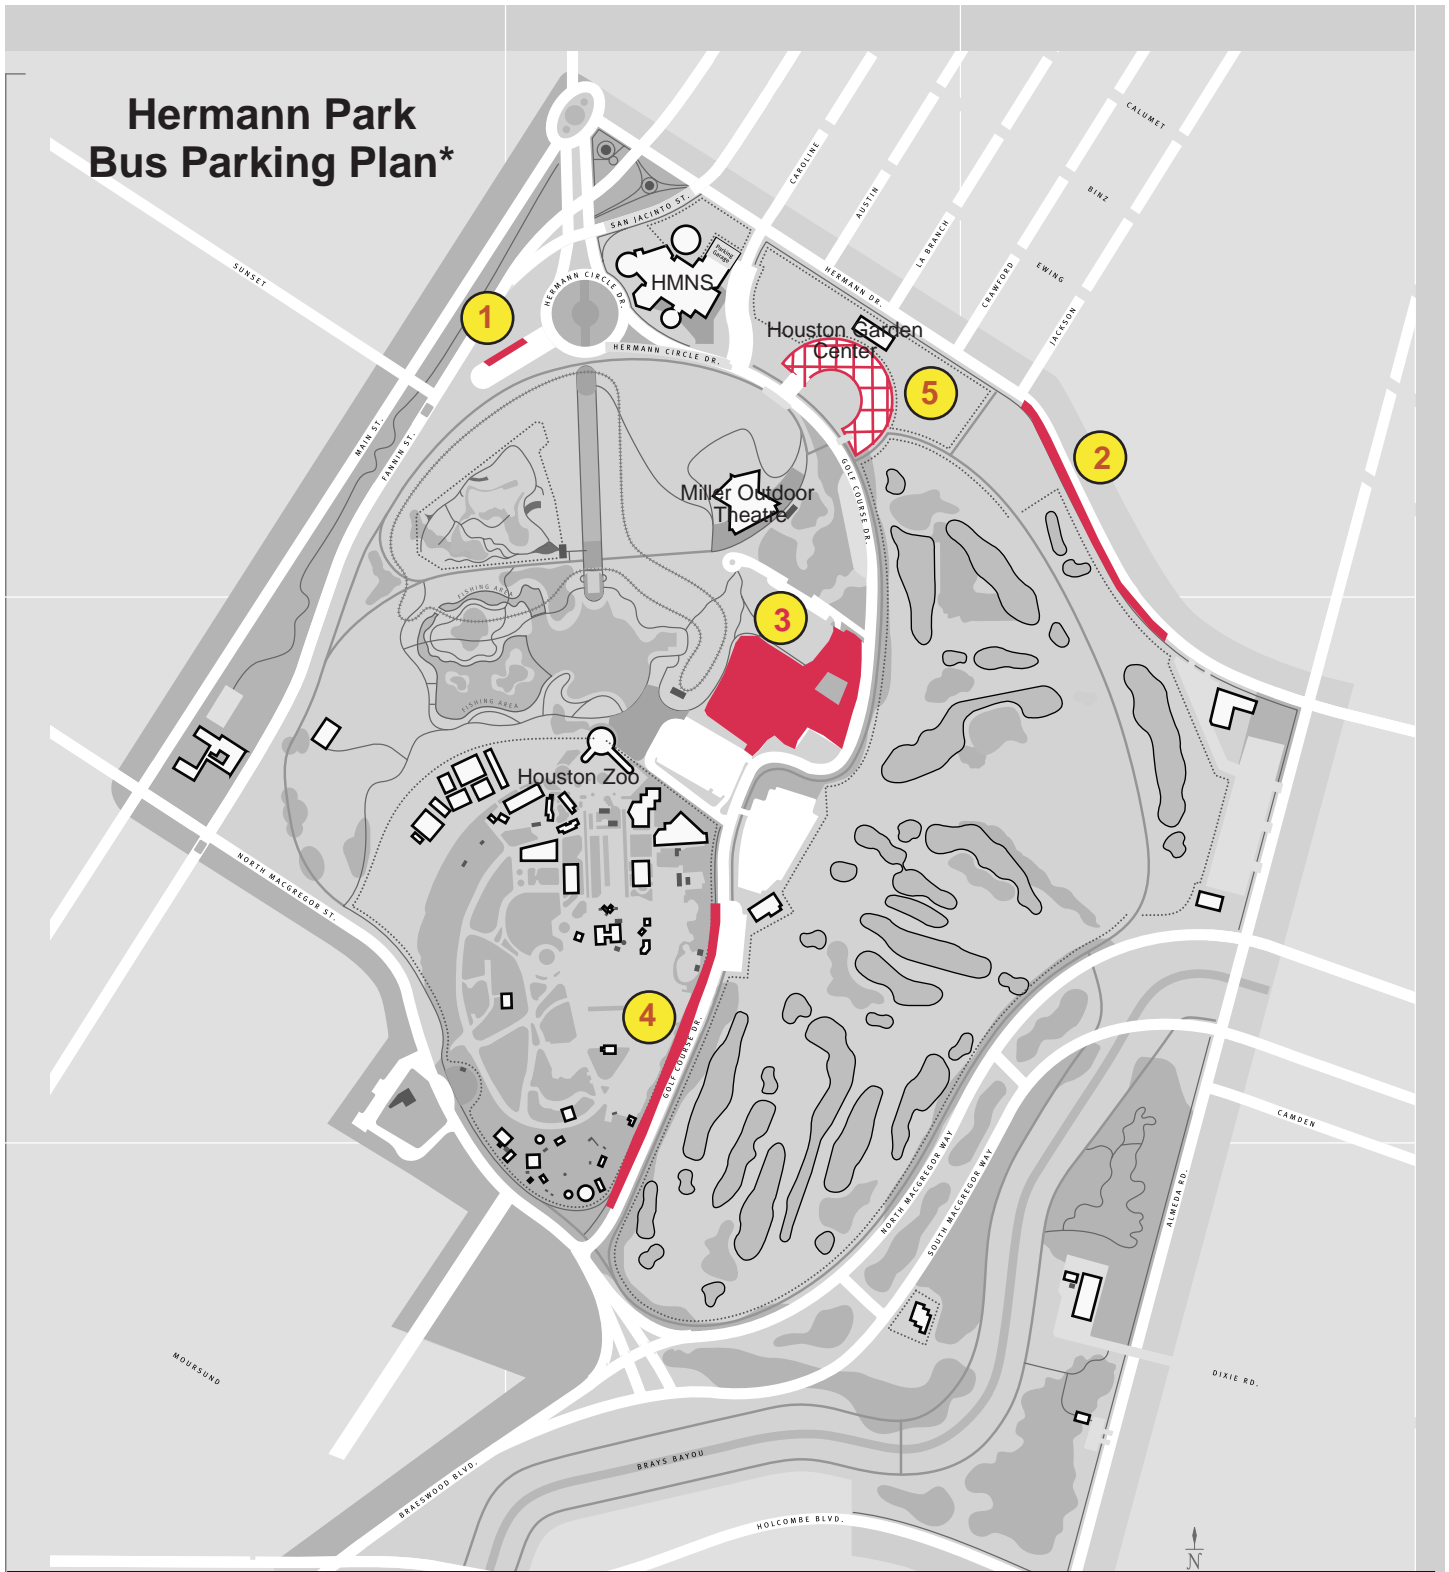 Hermann Park
Bus Parking Plan*
CALUMET
BINZ
EWING
CAROLINE
AUSTIN
LA BRANCH
CRAWFORD
JACKSON
HERMANN DR.
SAN JACINTO ST.
Parking
Garage
HMNS
HERMANN CIRCLE DR.
HERMANN CIRCLE DR.
SUNSET
1
MAIN ST.
FANNIN ST.
Houston Garden
Center
5
2
GOLF COURSE DR.
Miller Outdoor
Theatre
FISHING AREA
3
FISHING AREA
Houston Zoo
NORTH MACGREGOR ST.
4
GOLF COURSE DR.
NORTH MACGREGOR WAY
SOUTH MACGREGOR WAY
CAMDEN
ALMEDA RD.
MOURSUND
DIXIE RD.
BRAYS BAYOU
BRAESWOOD BLVD.
HOLCOMBE BLVD.
N